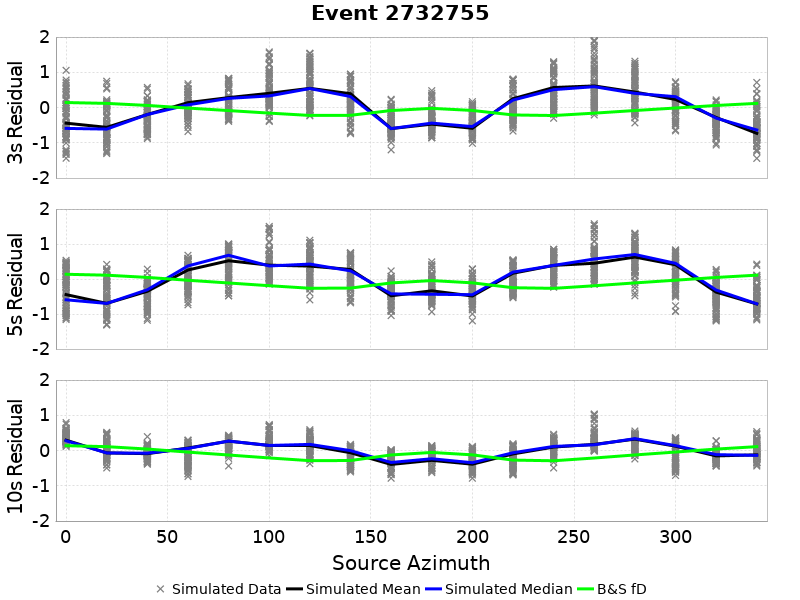 Event 2732755
3s Residual
2
1
0
-1
-2
5s Residual
2
1
0
-1
-2
10s Residual
2
1
0
-1
-2
0 50 100 150 200 250 300
Source Azimuth
Simulated Data Simulated Mean Simulated Median B&S fD